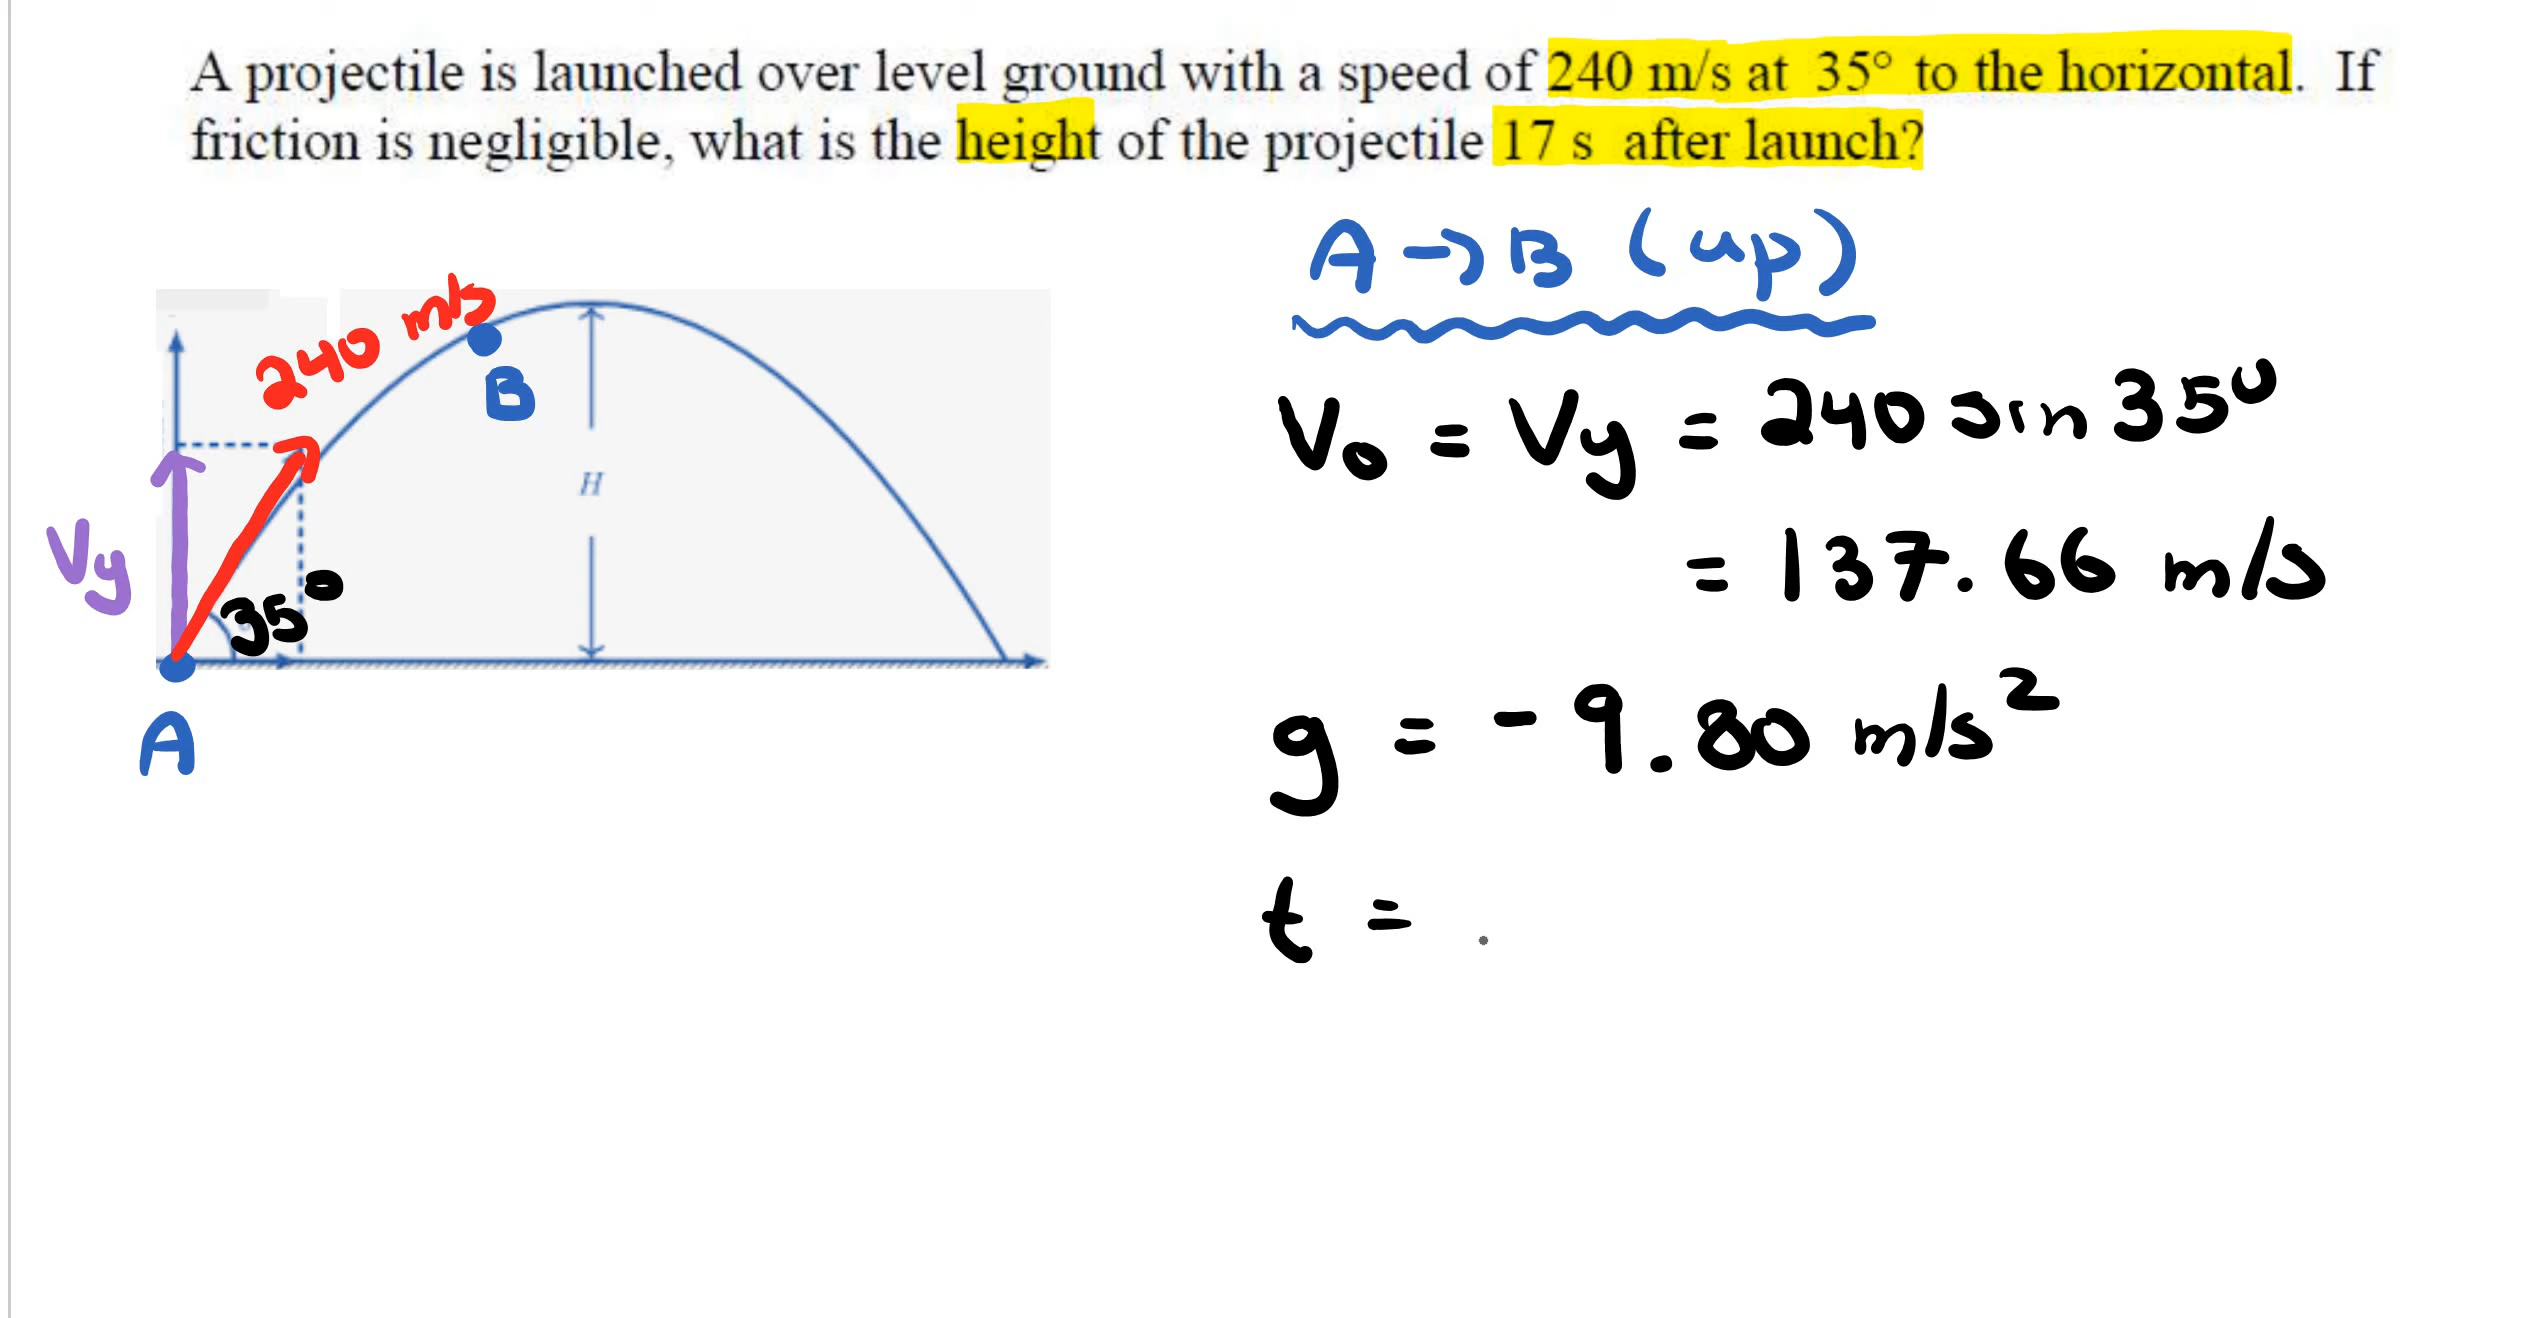 A projectile is launched over level ground with a speed of 240 m/s at 35° to the horizontal. If
friction is negligible, what is the height of the projectile 17 s after launch?
A → B (up)
240 m/s
B
V₀ = Vy = 240 sin 35°
H
Vy
= 137.66 m/s
35°
g = - 9.80 m/s²
A
t =